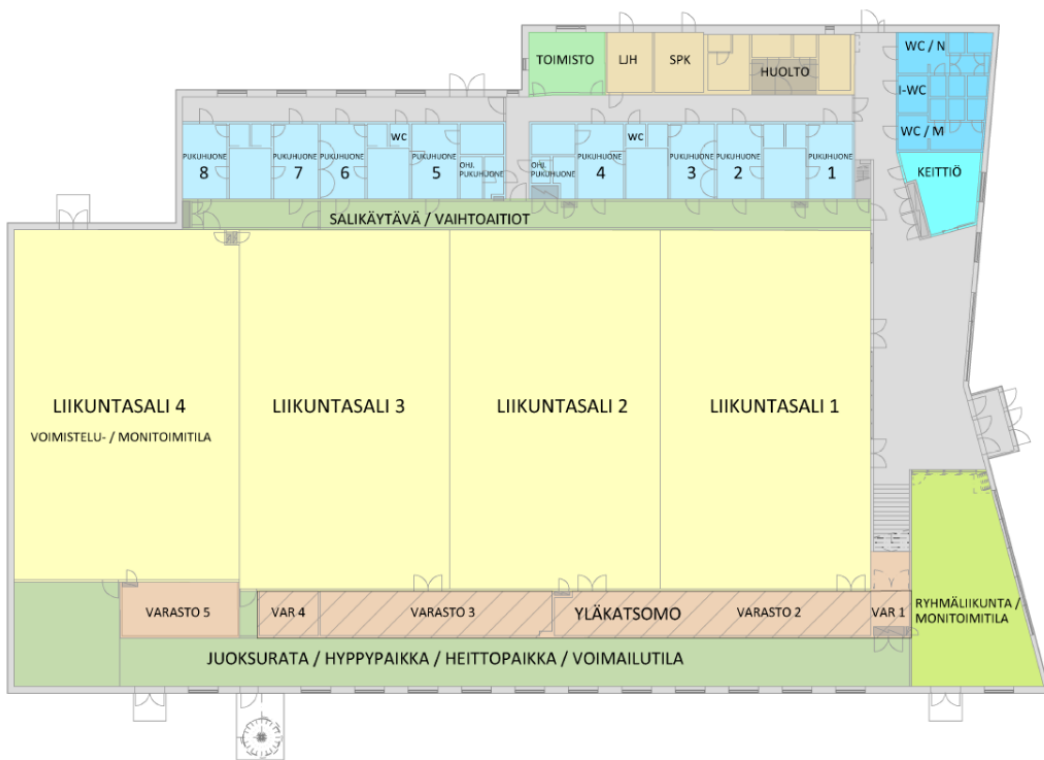 TOIMISTO
LJH
SPK
HUOLTO
WC / N
I-WC
WC / M
KEITTIÖ
PUKUHUONE
8
PUKUHUONE
7
PUKUHUONE
6
WC
PUKUHUONE
5
OHJ.
PUKUHUONE
OHJ.
PUKUHUONE
PUKUHUONE
4
WC
PUKUHUONE
3
PUKUHUONE
2
PUKUHUONE
1
SALIKÄYTÄVÄ / VAIHTOAITIOT
LIIKUNTASALI 4
VOIMISTELU- / MONITOIMITILA
LIIKUNTASALI 3
LIIKUNTASALI 2
LIIKUNTASALI 1
VARASTO 5
VAR 4
VARASTO 3
YLÄKATSOMO
VARASTO 2
VAR 1
RYHMÄLIIKUNTA /
MONITOIMITILA
JUOKSURATA / HYPPYPAIKKA / HEITTOPAIKKA / VOIMAILUTILA